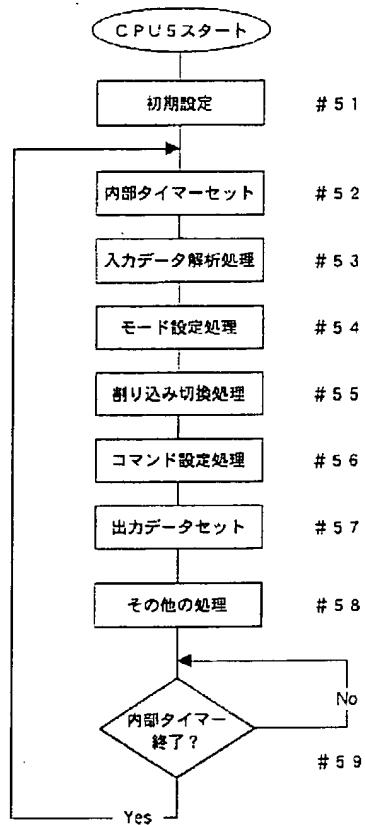 CPU5スタート
初期設定 #51
内部タイマーセット #52
入力データ解析処理 #53
モード設定処理 #54
割り込み切換処理 #55
コマンド設定処理 #56
出力データセット #57
その他の処理 #58
No
内部タイマー
終了?
#59
Yes